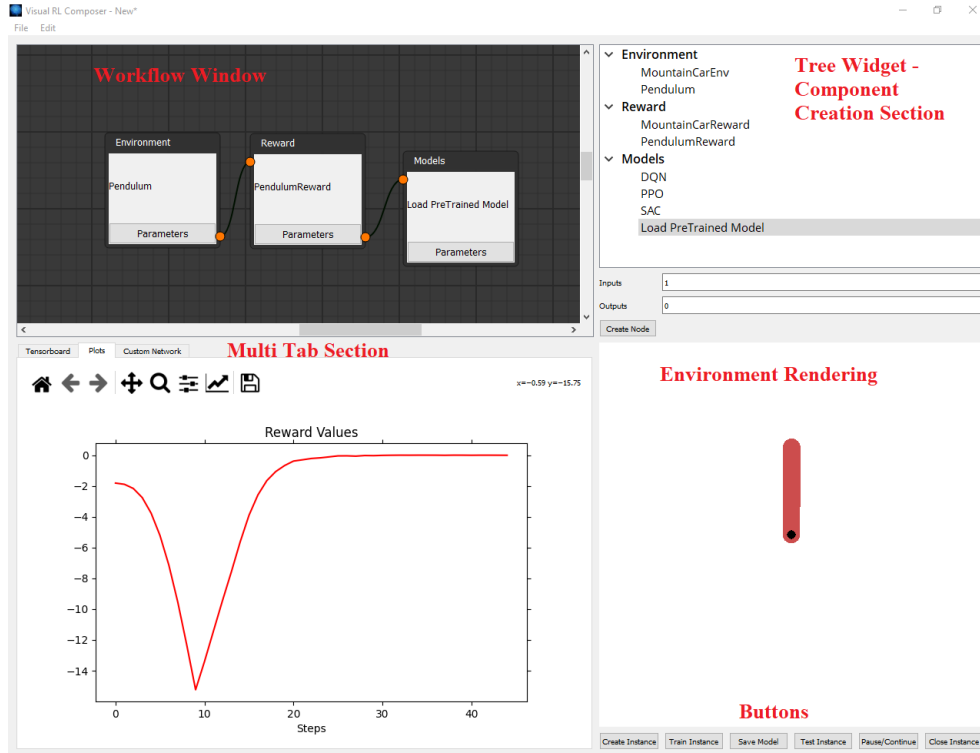 Visual RL Composer - New*
File Edit
Workflow Window
Environment
Pendulum
Parameters
Reward
PendulumReward
Parameters
Models
Load PreTrained Model
Parameters
Environment
MountainCarEnv
Pendulum
Reward
MountainCarReward
PendulumReward
Models
DQN
PPO
SAC
Load PreTrained Model
Tree Widget -
Component
Creation Section
Inputs 1
Outputs 0
Create Node
Tensorboard Plots Custom Network
Multi Tab Section
x=−0.59 y=−15.75
Reward Values
0
−2
−4
−6
−8
−10
−12
−14
0 10 20 30 40
Steps
Environment Rendering
Buttons
Create Instance Train Instance Save Model Test Instance Pause/Continue Close Instance